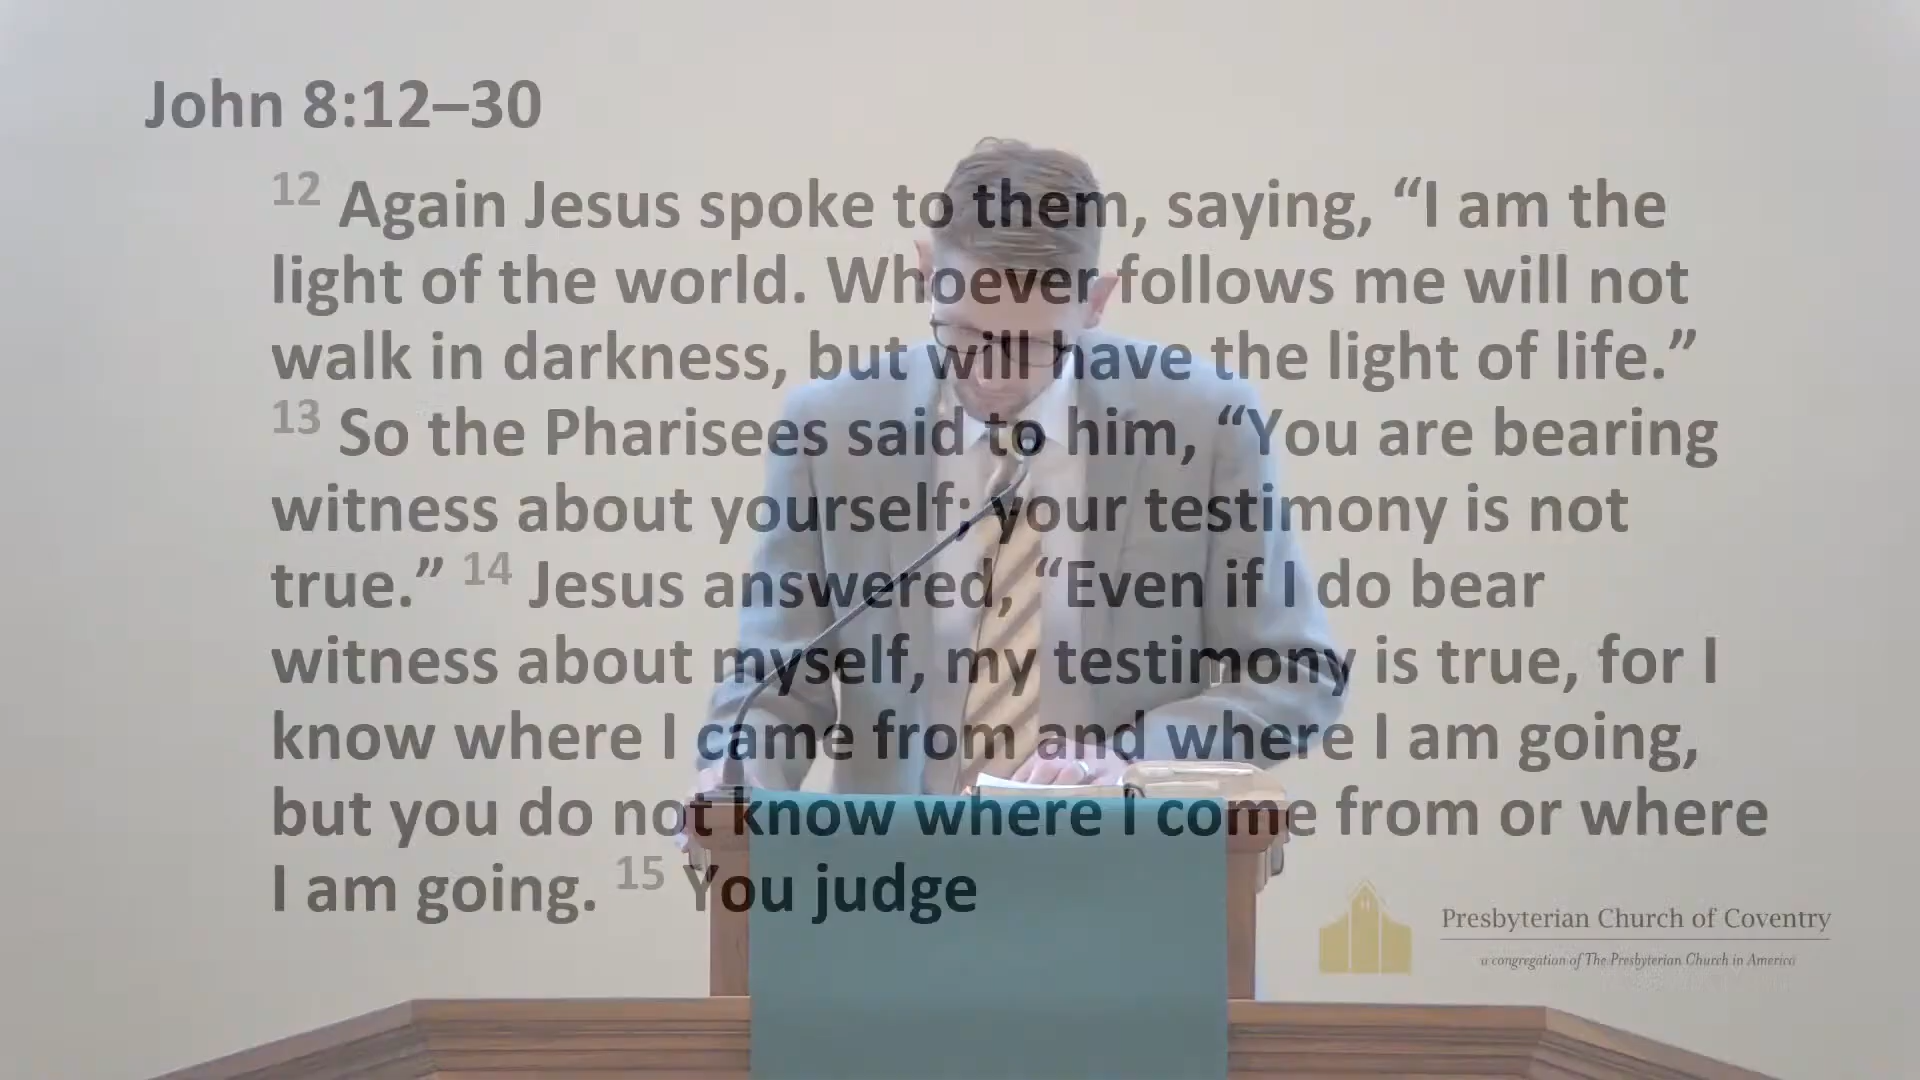 John 8:12–30
12 Again Jesus spoke to them, saying, “I am the
light of the world. Whoever follows me will not
walk in darkness, but will have the light of life.”
13 So the Pharisees said to him, “You are bearing
witness about yourself; your testimony is not
true.” 14 Jesus answered, “Even if I do bear
witness about myself, my testimony is true, for I
know where I came from and where I am going,
but you do not know where I come from or where
I am going. 15 You judge
Presbyterian Church of Coventry
a congregation of The Presbyterian Church in America